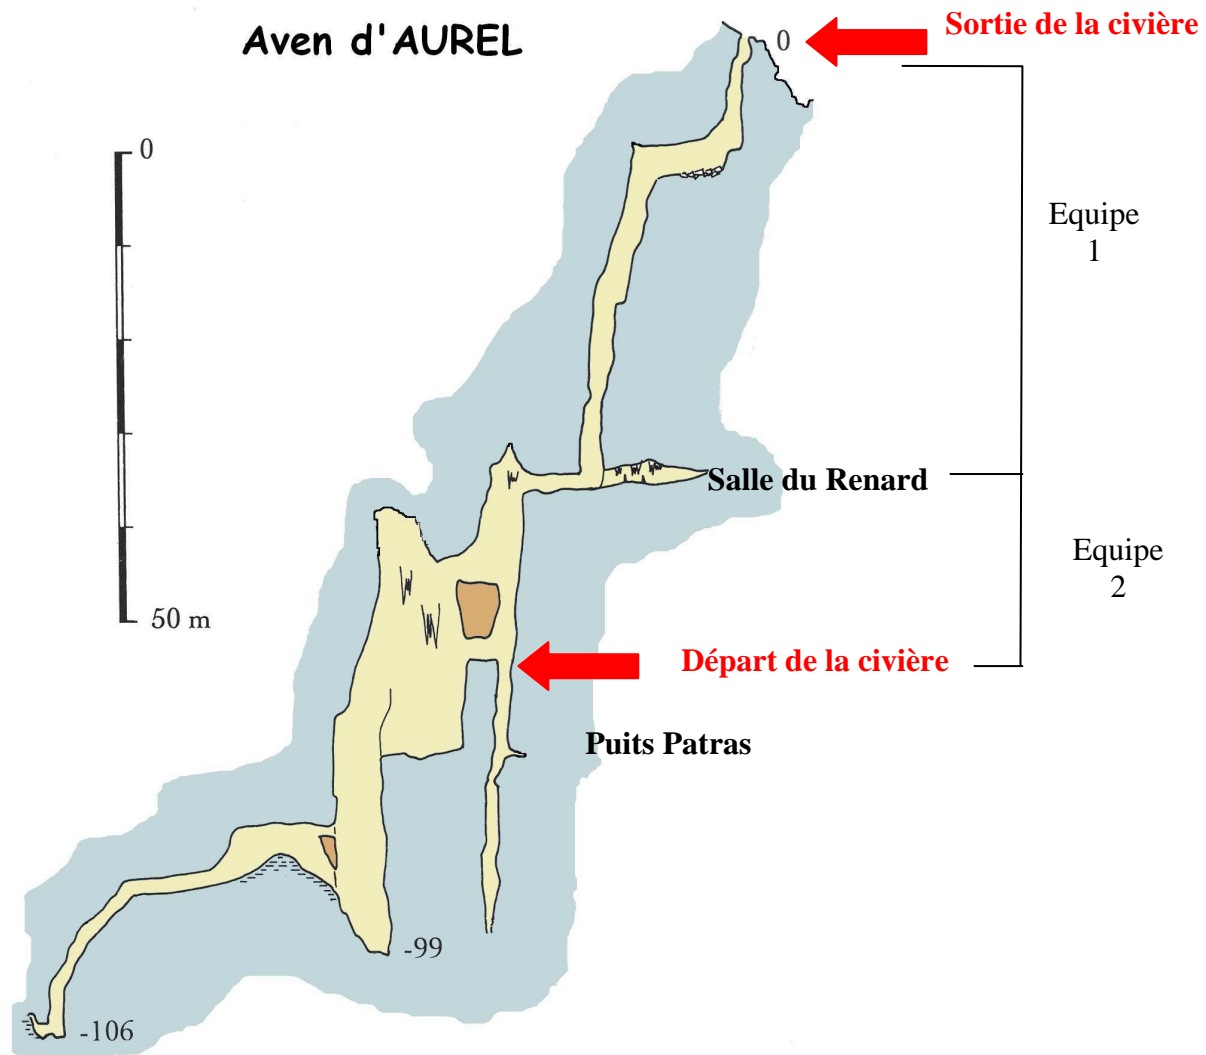 Aven d'AUREL
0
Sortie de la civière
0
Equipe
1
Salle du Renard
Equipe
2
50 m
Départ de la civière
Puits Patras
-99
-106